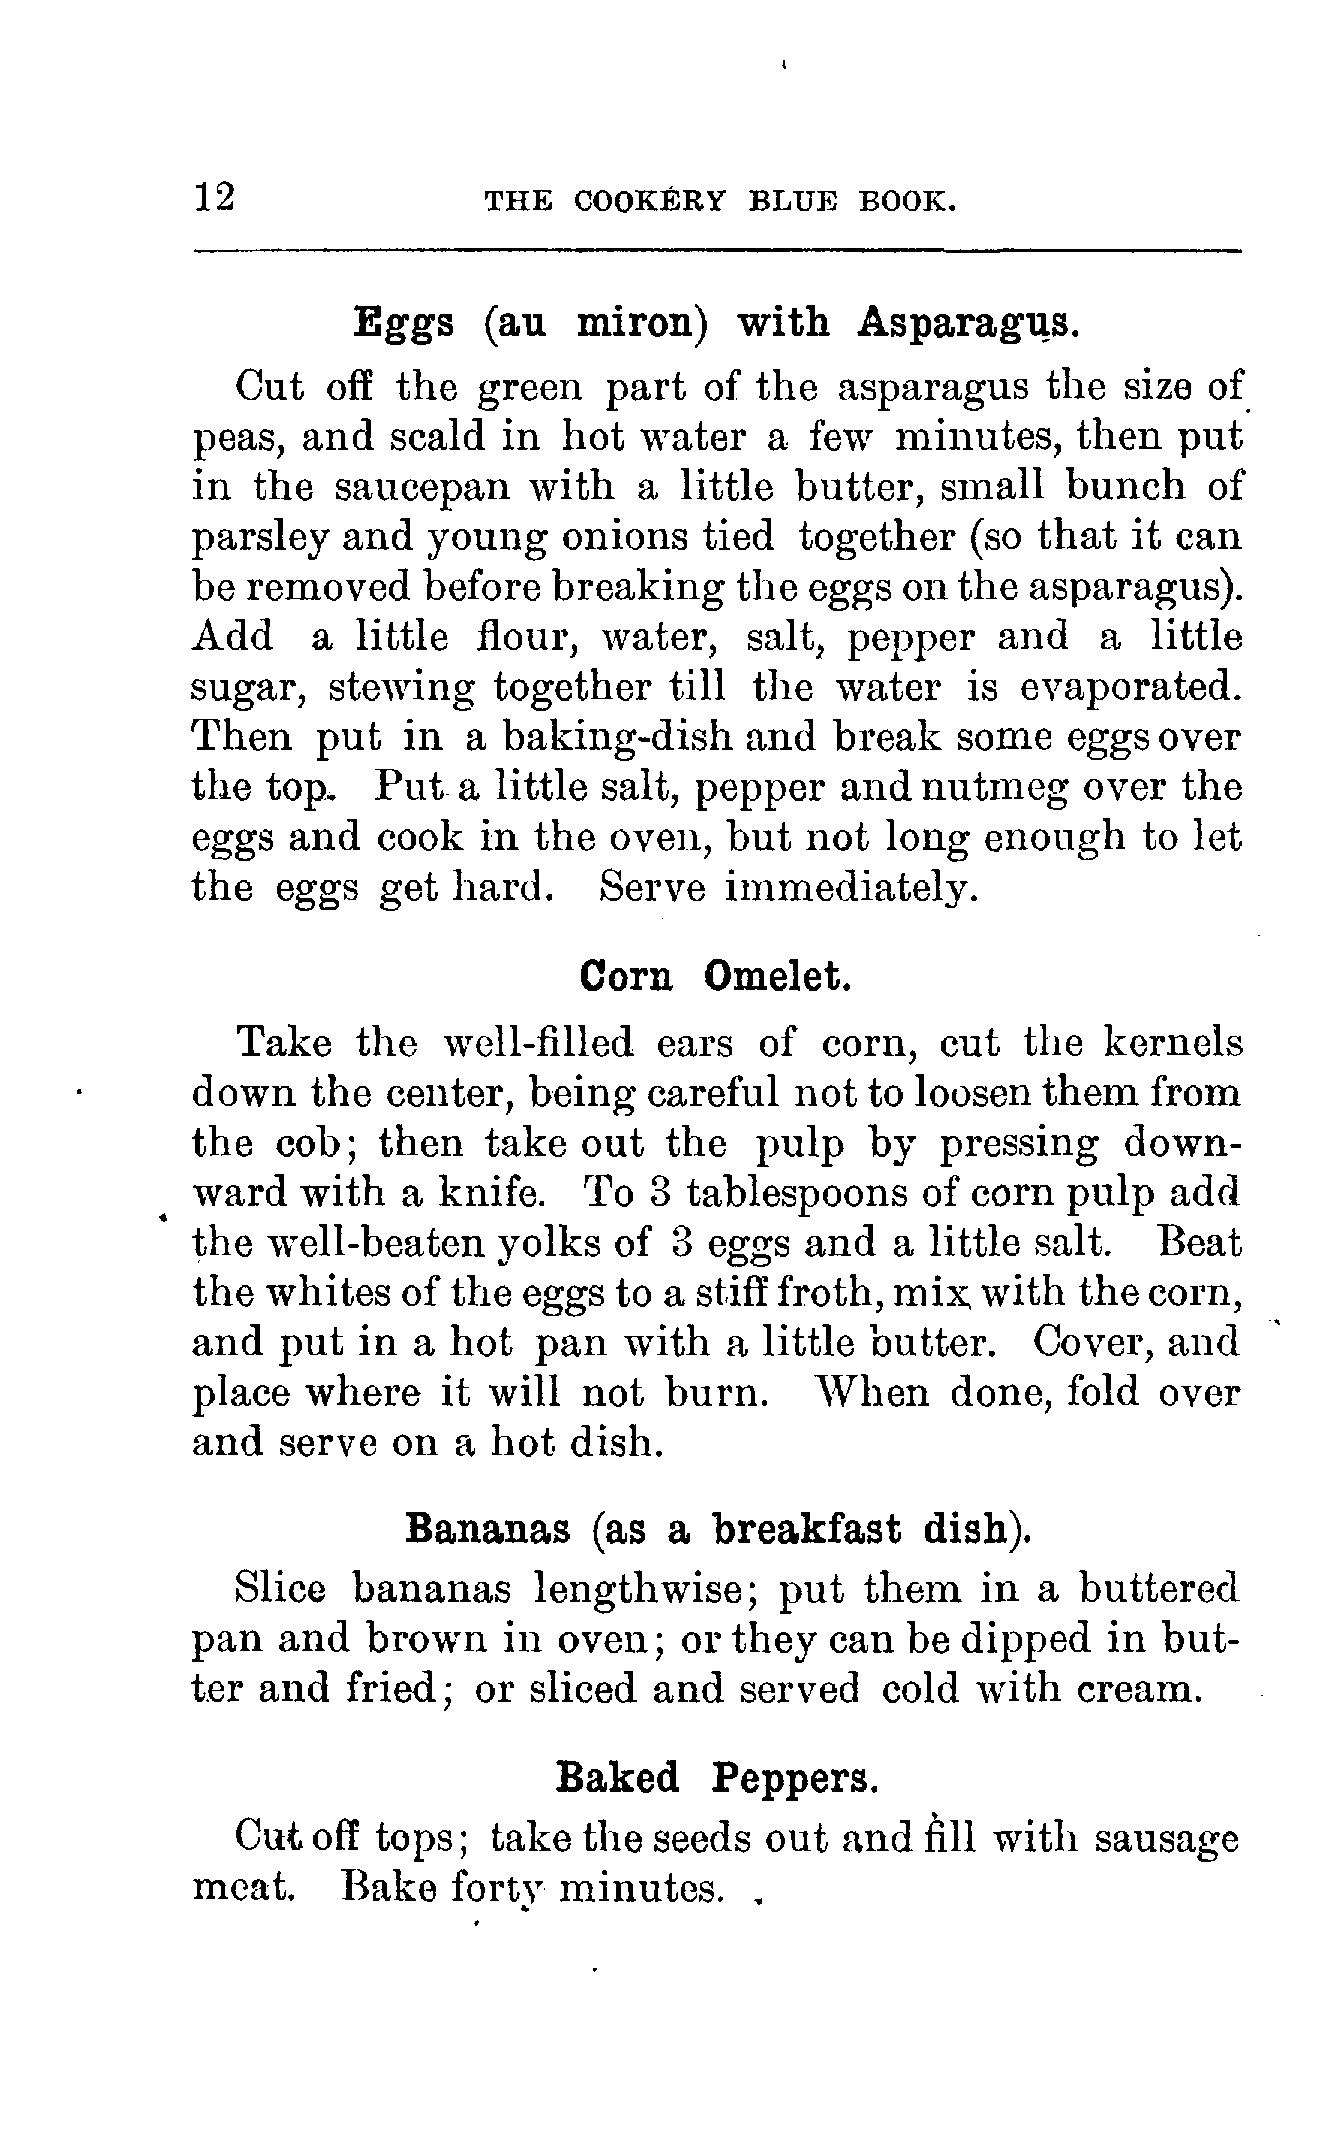 12 THE COOKERY BLUE BOOK.
Eggs (au miron) with Asparagus.
Cut off the green part of the asparagus the size of
peas, and scald in hot water a few minutes, then put
in the saucepan with a little butter, small bunch of
parsley and young onions tied together (so that it can
be removed before breaking the eggs on the asparagus).
Add a little flour, water, salt, pepper and a little
sugar, stewing together till the water is evaporated.
Then put in a baking-dish and break some eggs over
the top. Put a little salt, pepper and nutmeg over the
eggs and cook in the oven, but not long enough to let
the eggs get hard. Serve immediately.
Corn Omelet.
Take the well-filled ears of corn, cut the kernels
down the center, being careful not to loosen them from
the cob; then take out the pulp by pressing down-
ward with a knife. To 3 tablespoons of corn pulp add
the well-beaten yolks of 3 eggs and a little salt. Beat
the whites of the eggs to a stiff froth, mix with the corn,
and put in a hot pan with a little butter. Cover, and
place where it will not burn. When done, fold over
and serve on a hot dish.
Bananas (as a breakfast dish).
Slice bananas lengthwise; put them in a buttered
pan and brown in oven; or they can be dipped in but-
ter and fried; or sliced and served cold with cream.
Baked Peppers.
Cut off tops; take the seeds out and fill with sausage
meat. Bake forty minutes.